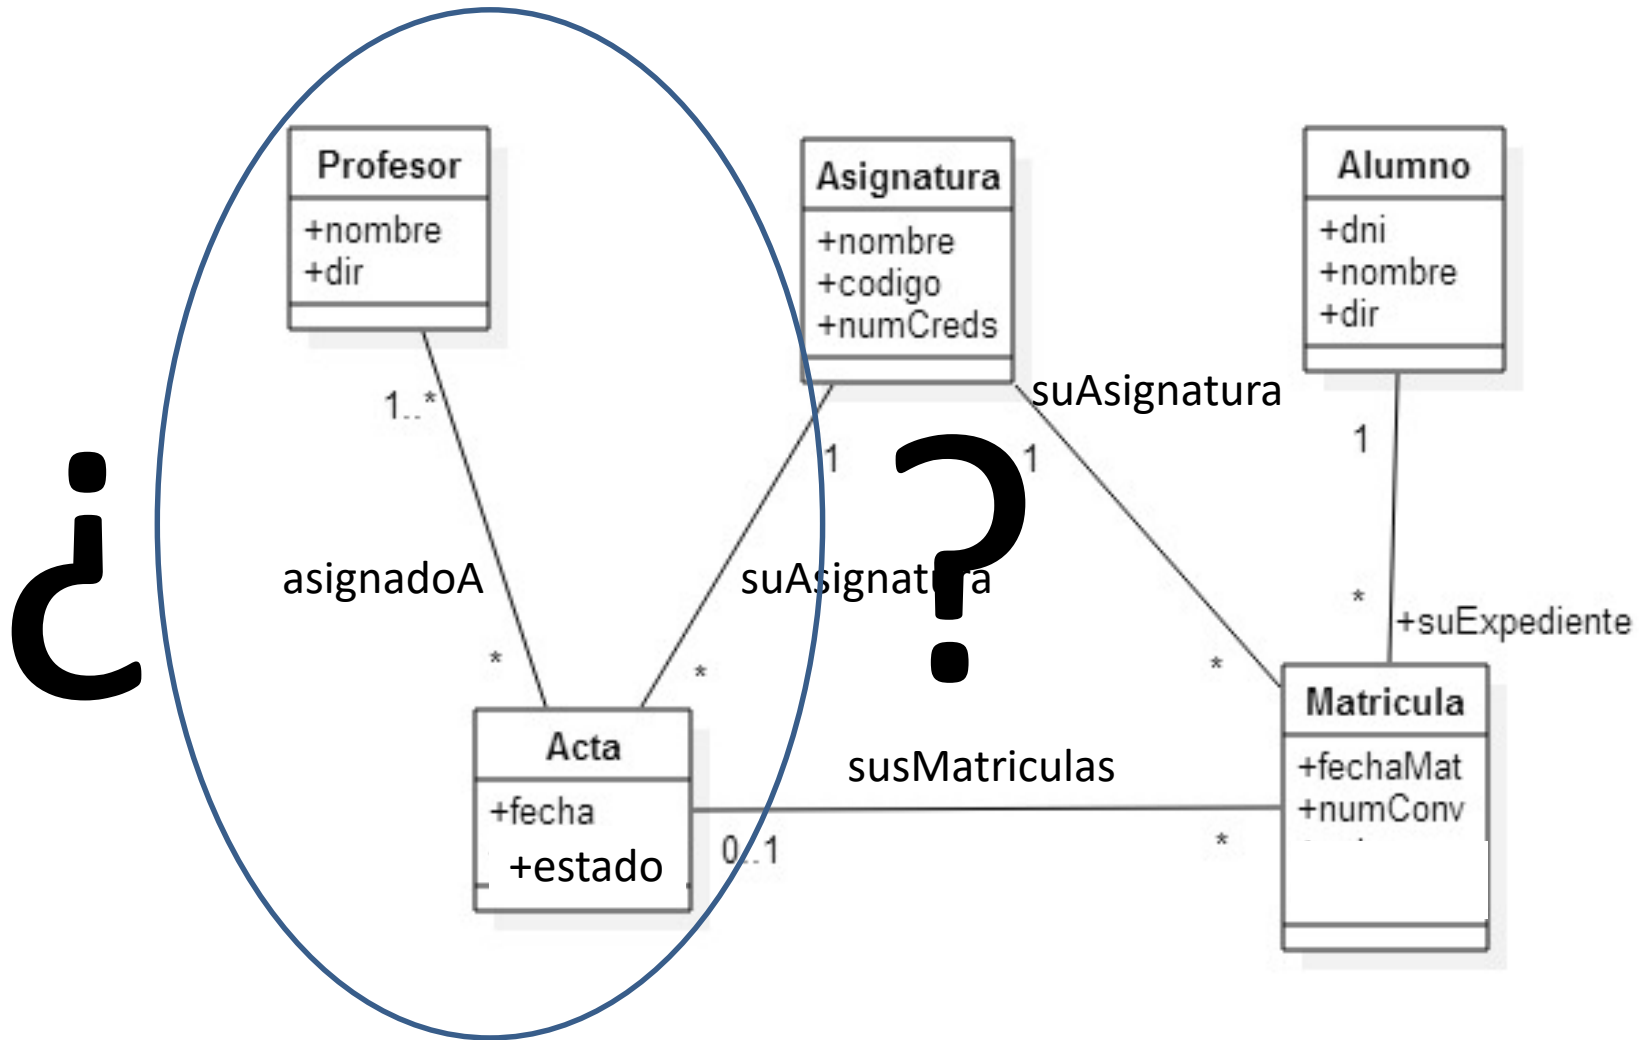 Profesor
+nombre
+dir
Asignatura
+nombre
+codigo
+numCreds
Alumno
+dni
+nombre
+dir
1..*
suAsignatura
1
1
1
¿
?
asignadoA
suAsignatura
*
+suExpediente
*
*
*
Acta
+fecha
+estado
susMatriculas
0..1
*
Matricula
+fechaMat
+numConv